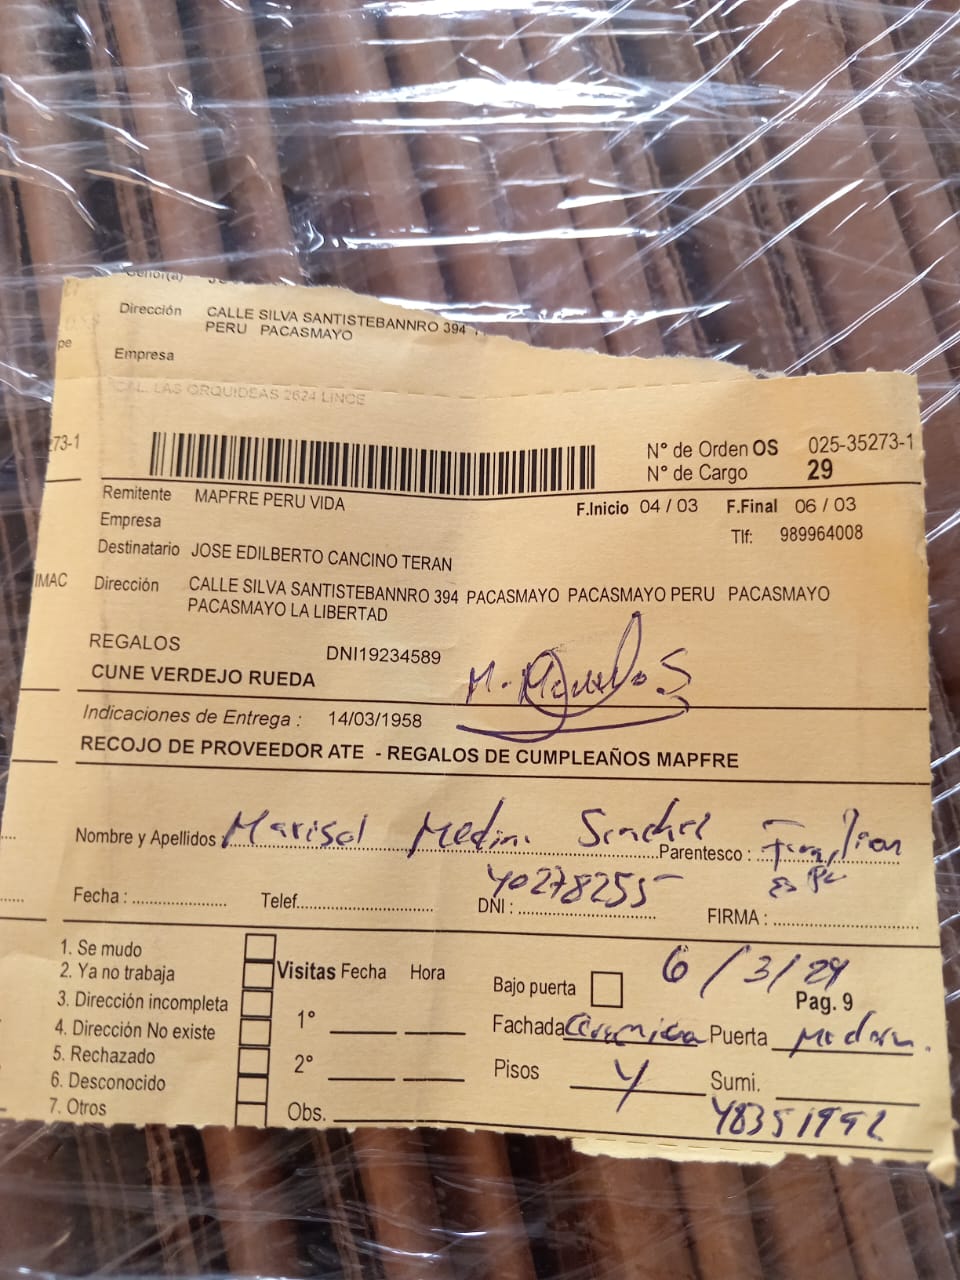 Señor(a)
Dirección CALLE SILVA SANTISTEBANNRO 394
PERU PACASMAYO
pe
Empresa
CAL. LAS ORQUIDEAS 2624 LINCE
273-1
N° de Orden OS 025-35273-1
N° de Cargo 29
Remitente MAPFRE PERU VIDA
F.Inicio 04 / 03 F.Final 06 / 03
Empresa
Tlf: 989964008
Destinatario JOSE EDILBERTO CANCINO TERAN
IMAC Dirección CALLE SILVA SANTISTEBANNRO 394 PACASMAYO PACASMAYO PERU PACASMAYO
PACASMAYO LA LIBERTAD
REGALOS DNI19234589
CUNE VERDEJO RUEDA
Indicaciones de Entrega : 14/03/1958
RECOJO DE PROVEEDOR ATE - REGALOS DE CUMPLEAÑOS MAPFRE
Nombre y Apellidos : Marisol Medin. Parentesco :
Fecha : Telef. DNI : 40278255 FIRMA :
1. Se mudo
2. Ya no trabaja
3. Dirección incompleta
4. Dirección No existe
5. Rechazado
6. Desconocido
7. Otros
Visitas Fecha Hora
1°
2°
Obs.
Bajo puerta 6/3/24
Pag. 9
Fachada Ceramica Puerta Madera.
Pisos 4 Sumi.
48351992